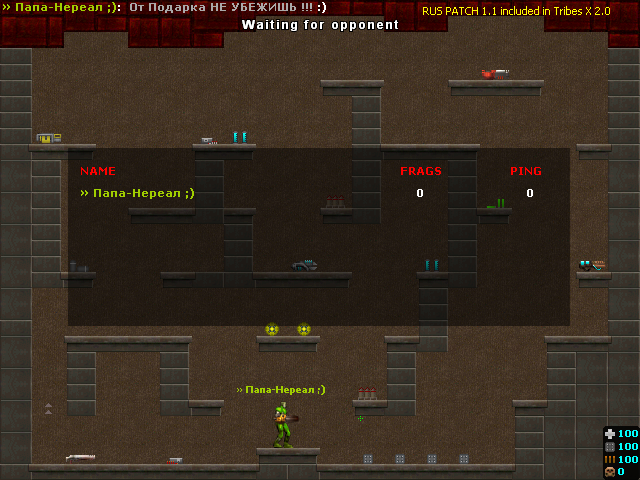 » Папа-Нереал ;): От Подарка НЕ УБЕЖИШЬ !!! :)
RUS PATCH 1.1 included in Tribes X 2.0
Waiting for opponent
NAME FRAGS PING
» Папа-Нереал ;) 0 0
» Папа-Нереал ;)
100
100
100
0